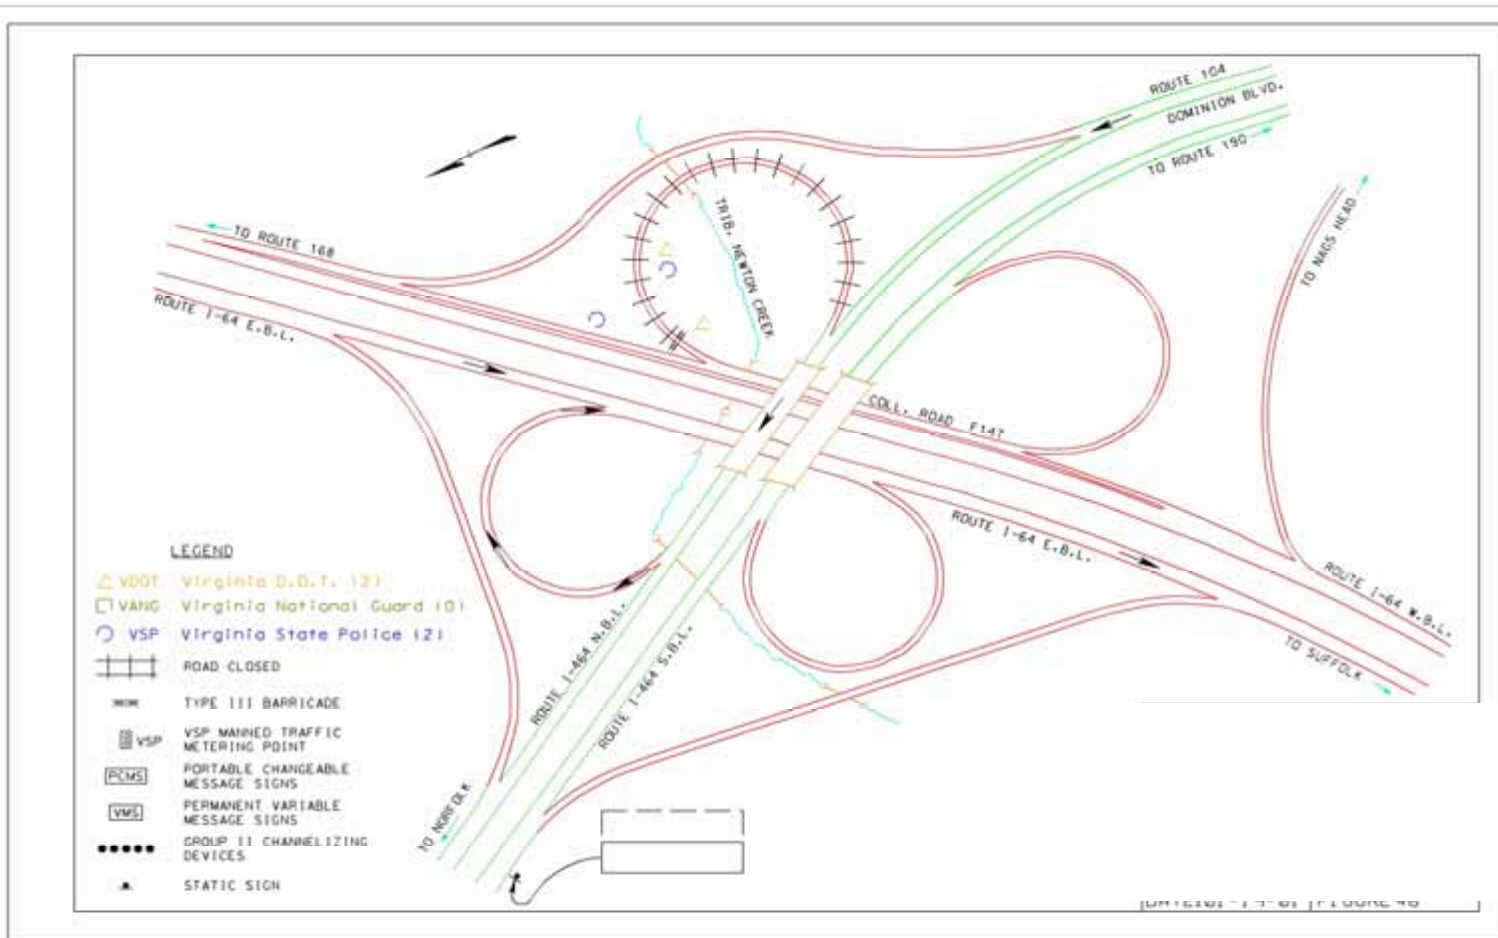 ROUTE 104
DOMINION BLVD.
TO ROUTE 190
TO NAGS HEAD
TRIB. NEWTON CREEK
TO ROUTE 168
ROUTE I-64 E.B.L.
COLL. ROAD F147
ROUTE I-64 E.B.L.
ROUTE I-64 W.B.L.
TO SUFFOLK
ROUTE I-464 N.B.L.
ROUTE I-464 S.B.L.
TO NORFOLK
LEGEND
VDOT Virginia D.O.T. (2)
VANG Virginia National Guard (0)
VSP Virginia State Police (2)
ROAD CLOSED
TYPE III BARRICADE
VSP VSP MANNED TRAFFIC
METERING POINT
PCMS PORTABLE CHANGEABLE
MESSAGE SIGNS
VMS PERMANENT VARIABLE
MESSAGE SIGNS
GROUP II CHANNELIZING
DEVICES
STATIC SIGN